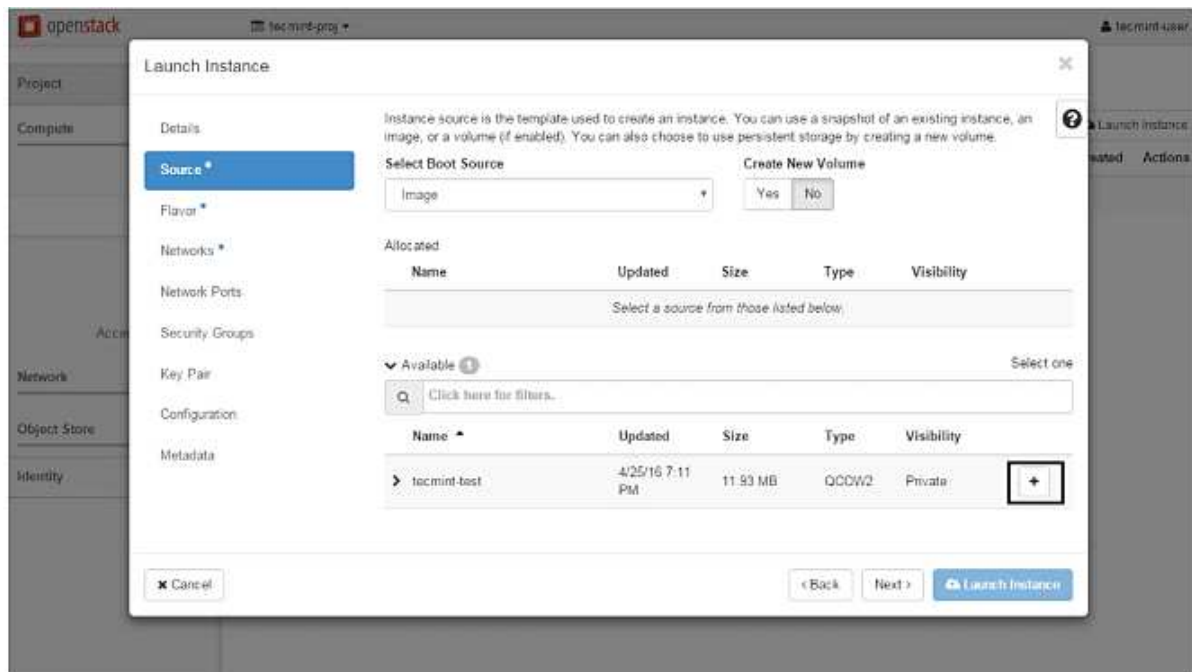 openstack
tecmint-proj
tecmint-user
Project
Compute
Network
Object Store
Identity
Launch Instance
ated Actions
Launch Instance
Details
Source *
Flavor *
Networks *
Network Ports
Security Groups
Key Pair
Configuration
Metadata
Instance source is the template used to create an instance. You can use a snapshot of an existing instance, an
image, or a volume (if enabled). You can also choose to use persistent storage by creating a new volume.
Select Boot Source
Create New Volume
Image
Yes No
Allocated
Name Updated Size Type Visibility
Select a source from those listed below.
Available 1
Select one
Click here for filters.
Name Updated Size Type Visibility
tecmint-test 4/25/16 7:11 PM 11.93 MB QCOW2 Private +
× Cancel
‹ Back
Next ›
Launch Instance